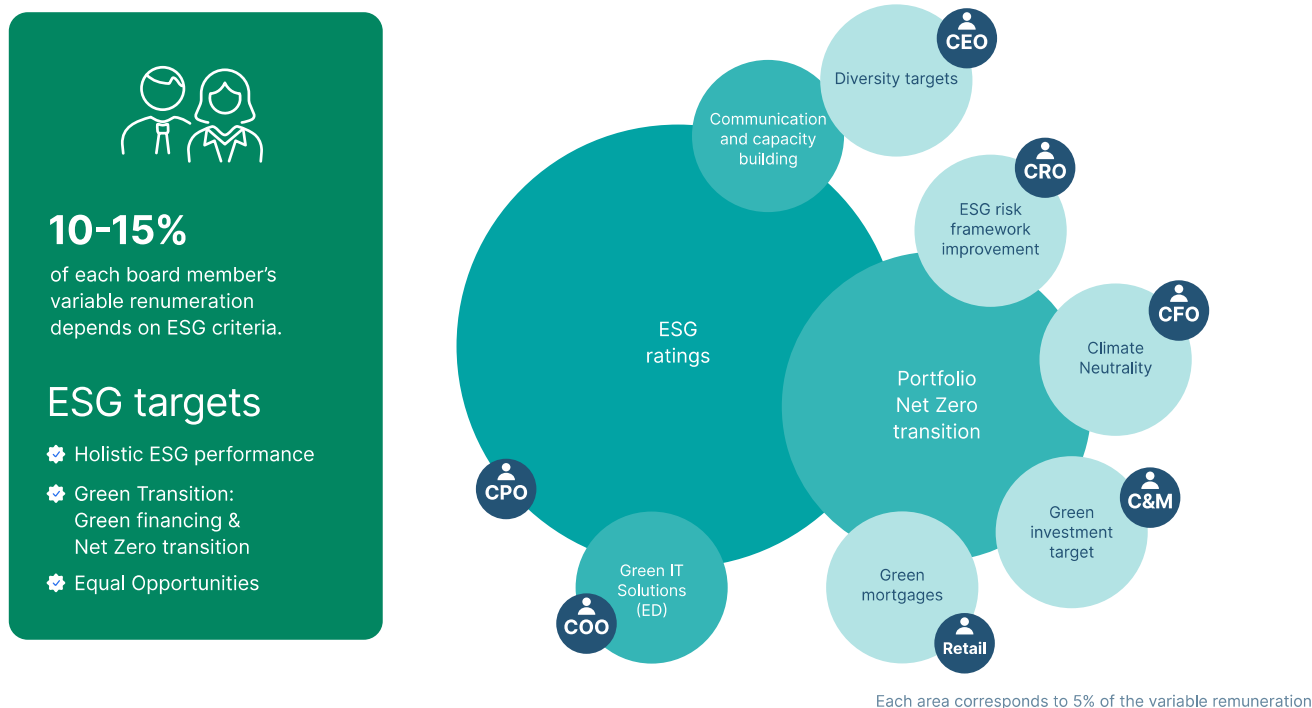 10-15%
of each board member’s
variable renumeration
depends on ESG criteria.
ESG targets
Holistic ESG performance
Green Transition:
Green financing &
Net Zero transition
Equal Opportunities
CEO
Diversity targets
Communication
and capacity
building
CRO
ESG risk
framework
improvement
ESG
ratings
CFO
Climate
Neutrality
Portfolio
Net Zero
transition
CPO
C&M
Green
investment
target
Green IT
Solutions
(ED)
COO
Green
mortgages
Retail
Each area corresponds to 5% of the variable remuneration